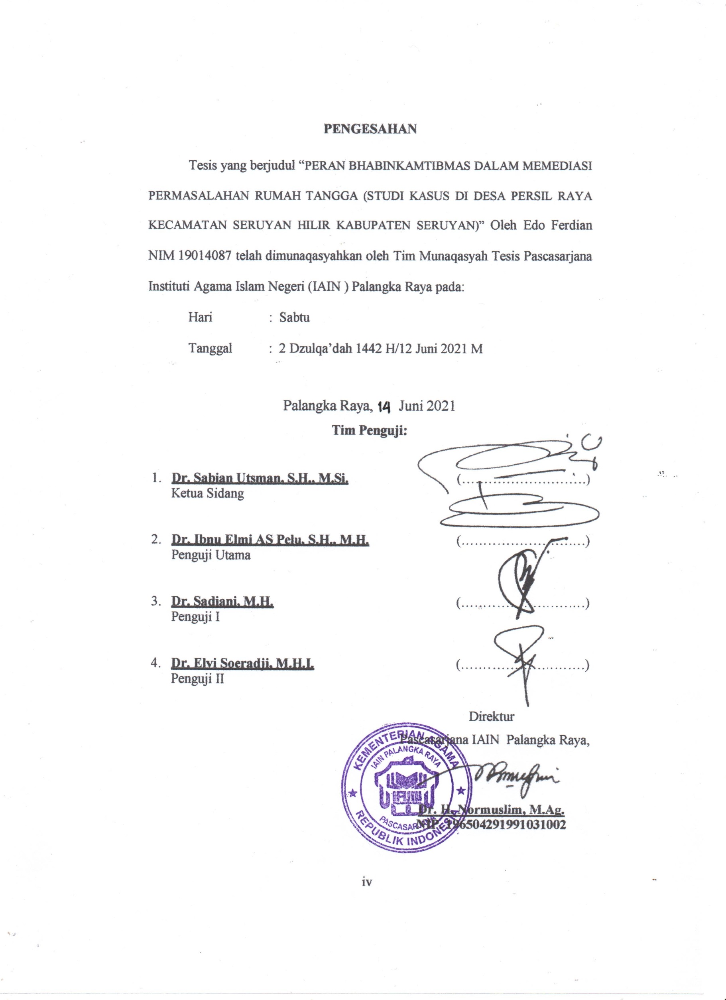 PENGESAHAN
Tesis yang berjudul “PERAN BHABINKAMTIBMAS DALAM MEMEDIASI
PERMASALAHAN RUMAH TANGGA (STUDI KASUS DI DESA PERSIL RAYA
KECAMATAN SERUYAN HILIR KABUPATEN SERUYAN)” Oleh Edo Ferdian
NIM 19014087 telah dimunaqasyahkan oleh Tim Munaqasyah Tesis Pascasarjana
Instituti Agama Islam Negeri (IAIN ) Palangka Raya pada:
Hari : Sabtu
Tanggal : 2 Dzulqa’dah 1442 H/12 Juni 2021 M
Palangka Raya, 14 Juni 2021
Tim Penguji:
1. Dr. Sabian Utsman, S.H., M.Si. (..............................)
Ketua Sidang
2. Dr. Ibnu Elmi AS Pelu, S.H., M.H. (..............................)
Penguji Utama
3. Dr. Sadiani, M.H. (..............................)
Penguji I
4. Dr. Elvi Soeradji, M.H.I. (..............................)
Penguji II
Direktur
Pascasarjana IAIN Palangka Raya,
KEMENTERIAN AGAMA
IAIN PALANGKA RAYA
IAIN
PASCASARJANA
REPUBLIK INDONESIA
Dr. H. Normuslim, M.Ag.
NIP. 196504291991031002
iv